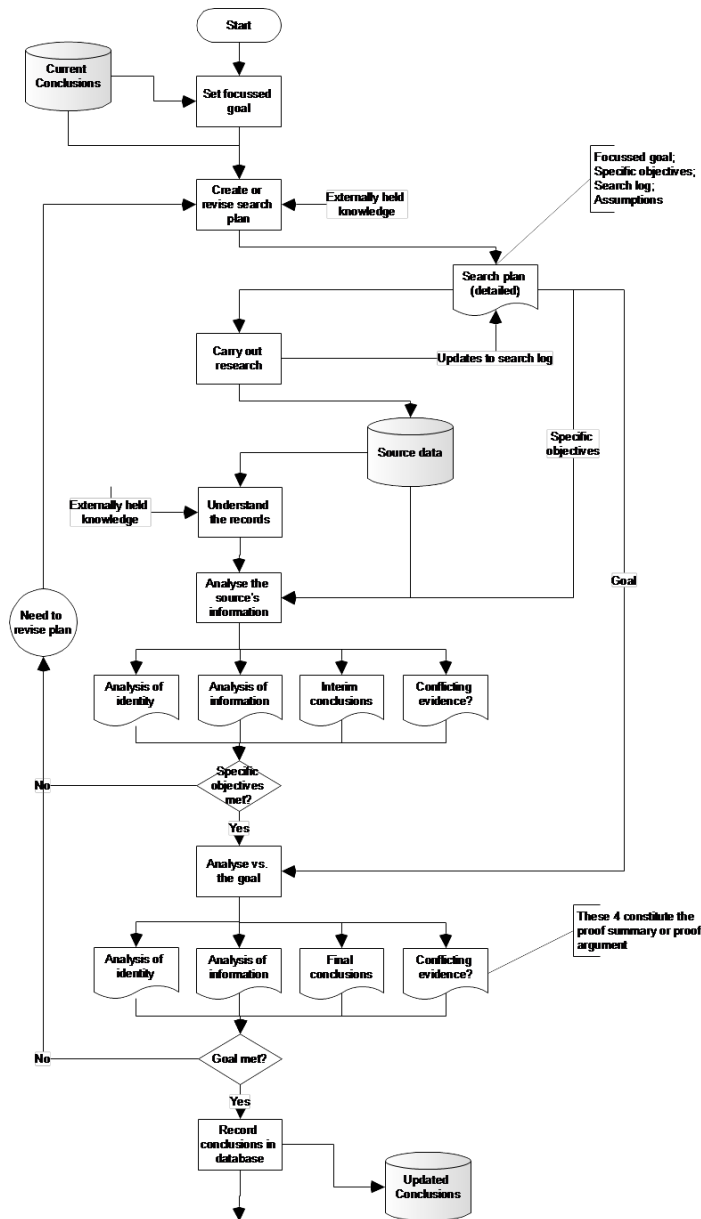 Start
Current
Conclusions
Set focussed
goal
Focussed goal;
Specific objectives;
Search log;
Assumptions
Create or
revise search
plan
Externally held
knowledge
Search plan
(detailed)
Carry out
research
Updates to search log
Specific
objectives
Source data
Externally held
knowledge
Understand
the records
Goal
Analyse the
source's
information
Need to
revise plan
Analysis of
identity
Analysis of
information
Interim
conclusions
Conflicting
evidence?
Specific
objectives
met?
No
Yes
Analyse vs.
the goal
These 4 constitute the
proof summary or proof
argument
Analysis of
identity
Analysis of
information
Final
conclusions
Conflicting
evidence?
Goal met?
No
Yes
Record
conclusions in
database
Updated
Conclusions